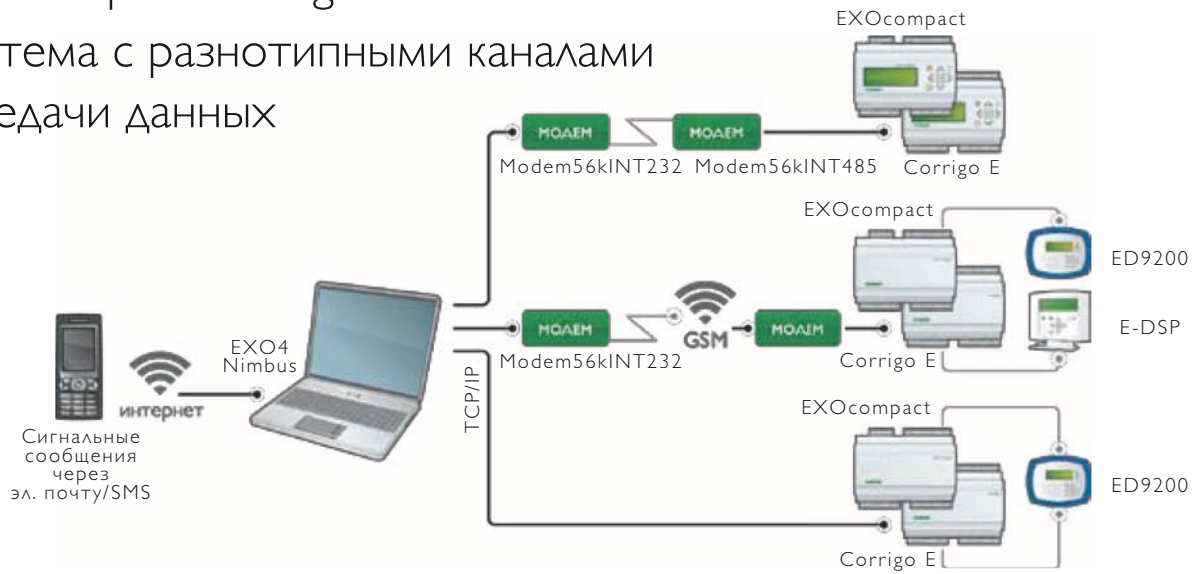 тема с разнотипными каналами
едачи данных
EXOcompact
МОДЕМ
МОДЕМ
Modem56kINT232
Modem56kINT485
Corrigo E
EXOcompact
ED9200
E-DSP
МОДЕМ
GSM
МОДЕМ
Modem56kINT232
Corrigo E
EXO4
Nimbus
интернет
TCP/IP
Сигнальные
сообщения
через
эл. почту/SMS
EXOcompact
ED9200
Corrigo E